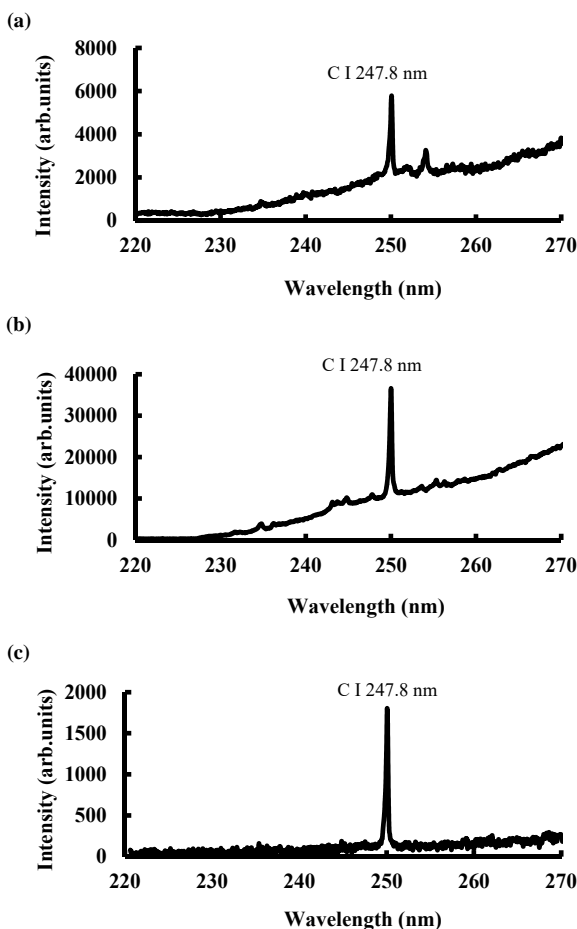 (a)
C I 247.8 nm
Intensity (arb.units)
8000
6000
4000
2000
0
220 230 240 250 260 270
Wavelength (nm)
(b)
C I 247.8 nm
Intensity (arb.units)
40000
30000
20000
10000
0
220 230 240 250 260 270
Wavelength (nm)
(c)
C I 247.8 nm
Intensity (arb.units)
2000
1500
1000
500
0
220 230 240 250 260 270
Wavelength (nm)